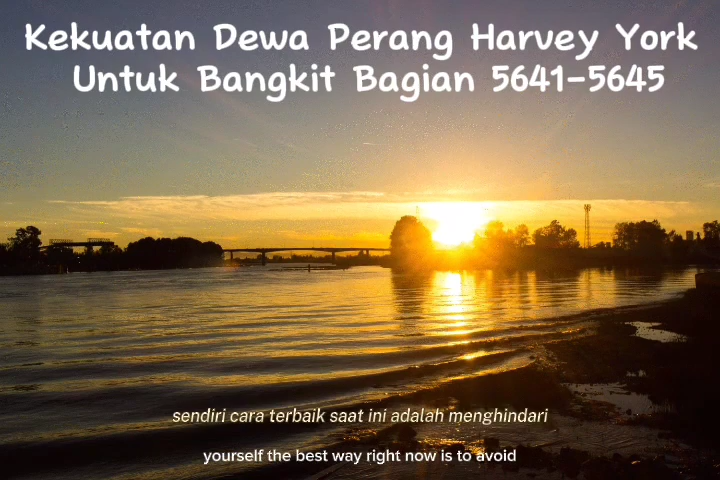 Kekuatan Dewa Perang Harvey York
Untuk Bangkit Bagian 5641-5645
sendiri cara terbaik saat ini adalah menghindari
yourself the best way right now is to avoid